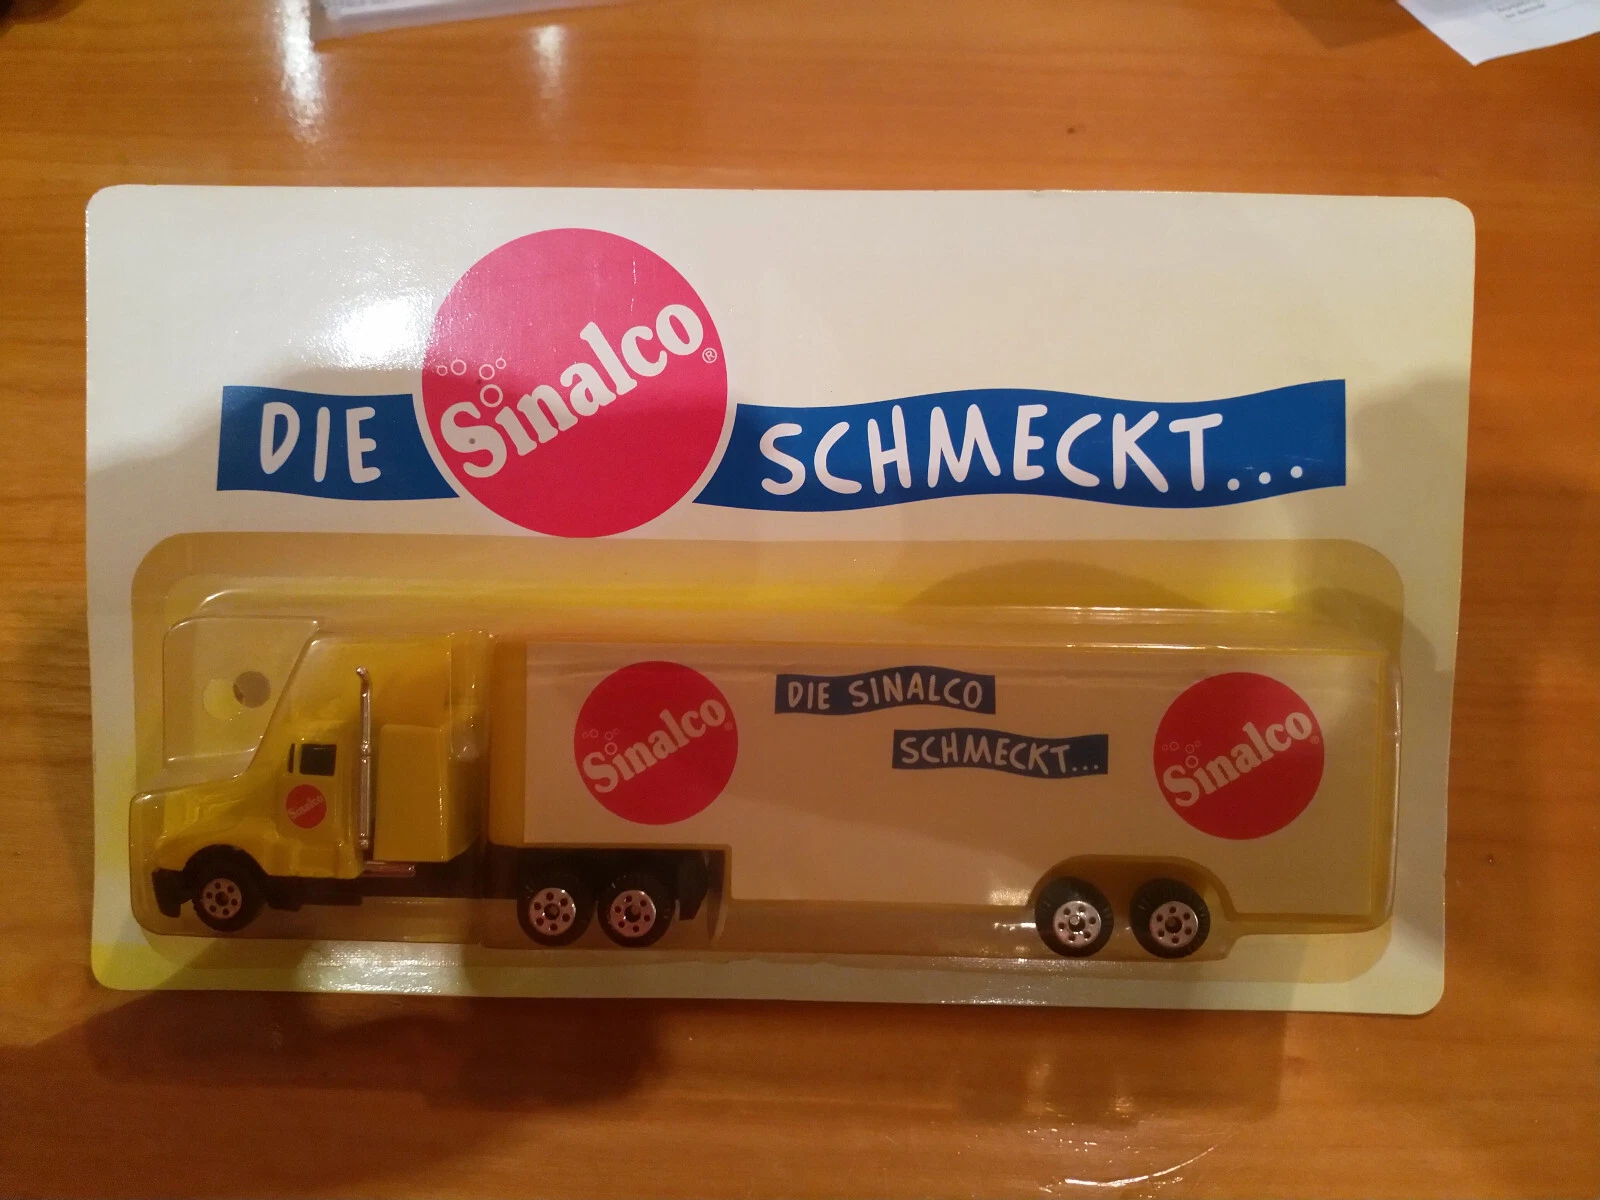 DIE Sinalco® SCHMECKT...
Sinalco
Sinalco
DIE SINALCO
SCHMECKT...
Sinalco